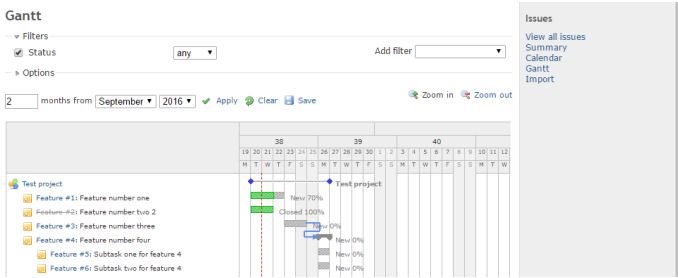 Gantt
Filters
Status any Add filter
Options
2 months from September 2016 Apply Clear Save Zoom in Zoom out
38 39 40
19 20 21 22 23 24 25 26 27 28 29 30 1 2 3 4 5 6 7 8 9 10 11 12
M T W T F S S M T W T F S S M T W T F S S M T W
Test project Test project
Feature #1: Feature number one New 70%
Feature #2: Feature number two 2 Closed 100%
Feature #3: Feature number three New 0%
Feature #4: Feature number four New 0%
Feature #5: Subtask one for feature 4 New 0%
Feature #6: Subtask two for feature 4 New 0%
Issues
View all issues
Summary
Calendar
Gantt
Import